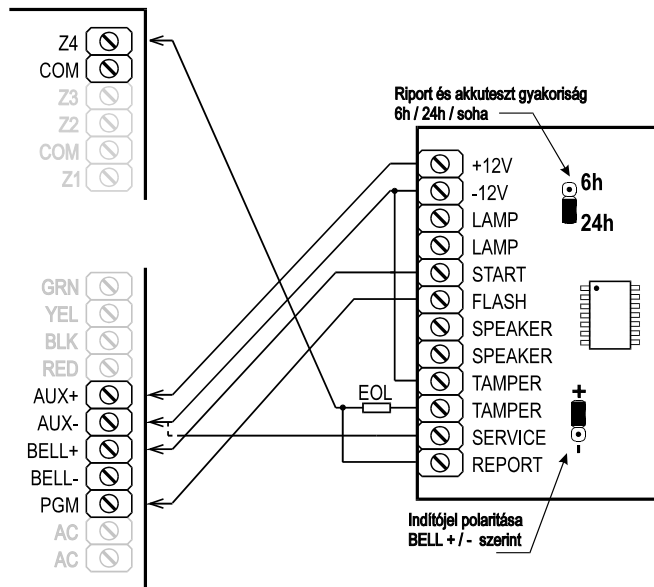 Z4
COM
Z3
Z2
COM
Z1
GRN
YEL
BLK
RED
AUX+
AUX-
BELL+
BELL-
PGM
AC
AC
EOL
Riport és akkuteszt gyakoriság
6h / 24h / soha
+12V
-12V
LAMP
LAMP
START
FLASH
SPEAKER
SPEAKER
TAMPER
TAMPER
SERVICE
REPORT
6h
24h
+
-
Indítójel polaritása
BELL + / - szerint